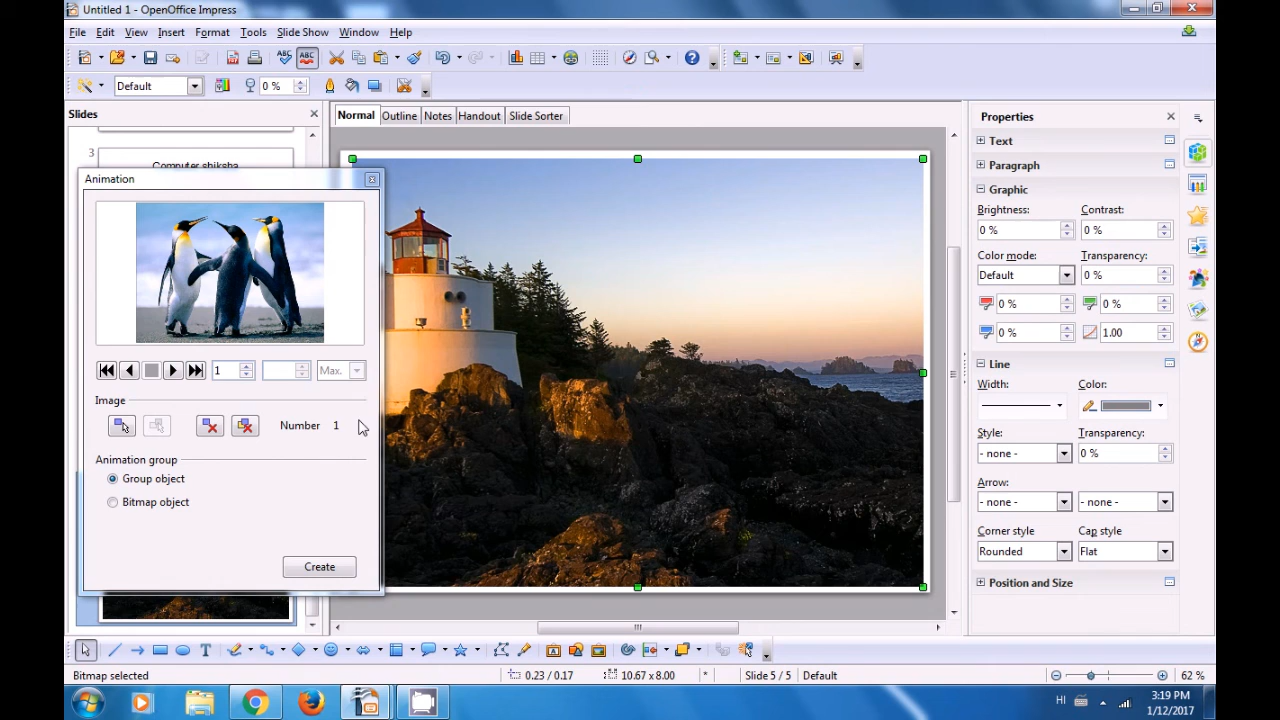 Untitled 1 - OpenOffice Impress
File Edit View Insert Format Tools Slide Show Window Help
Default
0 %
Slides
Normal Outline Notes Handout Slide Sorter
3
Computer shiksha
Animation
1
Max.
Image
Number 1
Animation group
Group object
Bitmap object
Create
Properties
Text
Paragraph
Graphic
Brightness: Contrast:
0 % 0 %
Color mode: Transparency:
Default 0 %
0 % 0 %
0 % 1.00
Line
Width: Color:
Style: Transparency:
- none - 0 %
Arrow:
- none - - none -
Corner style Cap style
Rounded Flat
Position and Size
Bitmap selected 0.23 / 0.17 10.67 x 8.00 * Slide 5 / 5 Default 62 %
HI 3:19 PM
1/12/2017